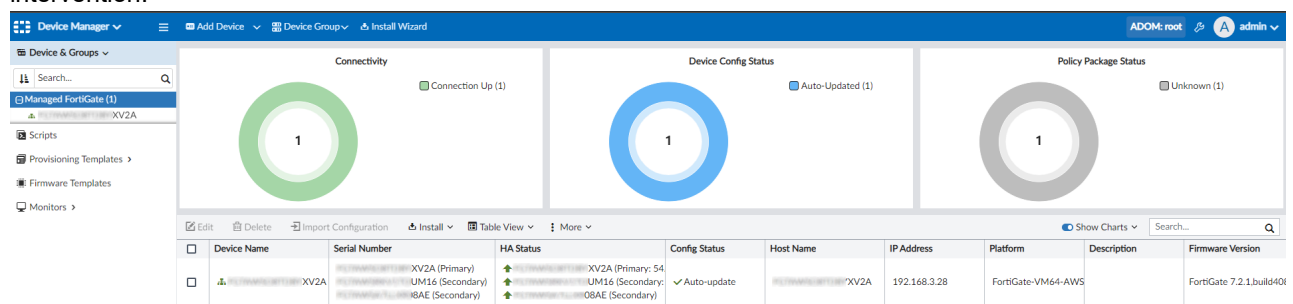 intervention.
Device Manager
Add Device
Device Group
Install Wizard
ADOM: root
A
admin
Device & Groups
Search...
Managed FortiGate (1)
XV2A
Scripts
Provisioning Templates
Firmware Templates
Monitors
Connectivity
Connection Up (1)
1
Device Config Status
Auto-Updated (1)
1
Policy Package Status
Unknown (1)
1
Edit
Delete
Import Configuration
Install
Table View
More
Show Charts
Search...
Device Name
Serial Number
HA Status
Config Status
Host Name
IP Address
Platform
Description
Firmware Version
XV2A
XV2A (Primary)
UM16 (Secondary)
08AE (Secondary)
XV2A (Primary: 54.
UM16 (Secondary:
08AE (Secondary)
Auto-update
XV2A
192.168.3.28
FortiGate-VM64-AWS
FortiGate 7.2.1,build408